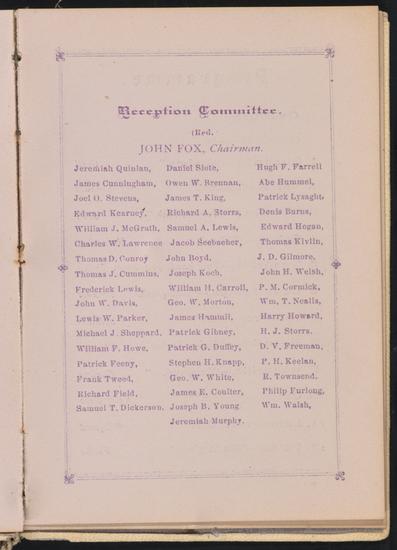 Reception Committee.
(Red.
JOHN FOX, Chairman.
Jeremiah Quinlan, Daniel Slote, Hugh F. Farrell
James Cunningham, Owen W. Brennan, Abe Hummel,
Joel O. Stevens, James T. King, Patrick Lysaght,
Edward Kearney, Richard A. Storrs, Denis Burns,
William J. McGrath, Samuel A. Lewis, Edward Hogan,
Charles W. Lawrence Jacob Seebacher, Thomas Kivlin,
Thomas D. Conroy John Boyd, J. D. Gilmore,
Thomas J. Cummins, Joseph Koch, John H. Welsh,
Frederick Lewis, William H. Carroll, P. M. Cormick,
John W. Davis, Geo. W. Morton, Wm. T. Nealis,
Lewis W. Parker, James Hamill, Harry Howard,
Michael J. Sheppard, Patrick Gibney, H. J. Storrs.
William F. Howe, Patrick G. Duffey, D. V. Freeman,
Patrick Feeny, Stephen H. Knapp, P. H. Keelan,
Frank Tweed, Geo. W. White, R. Townsend,
Richard Field, James E. Coulter, Philip Furlong,
Samuel T. Dickerson, Joseph B. Young Wm. Walsh,
Jeremiah Murphy.